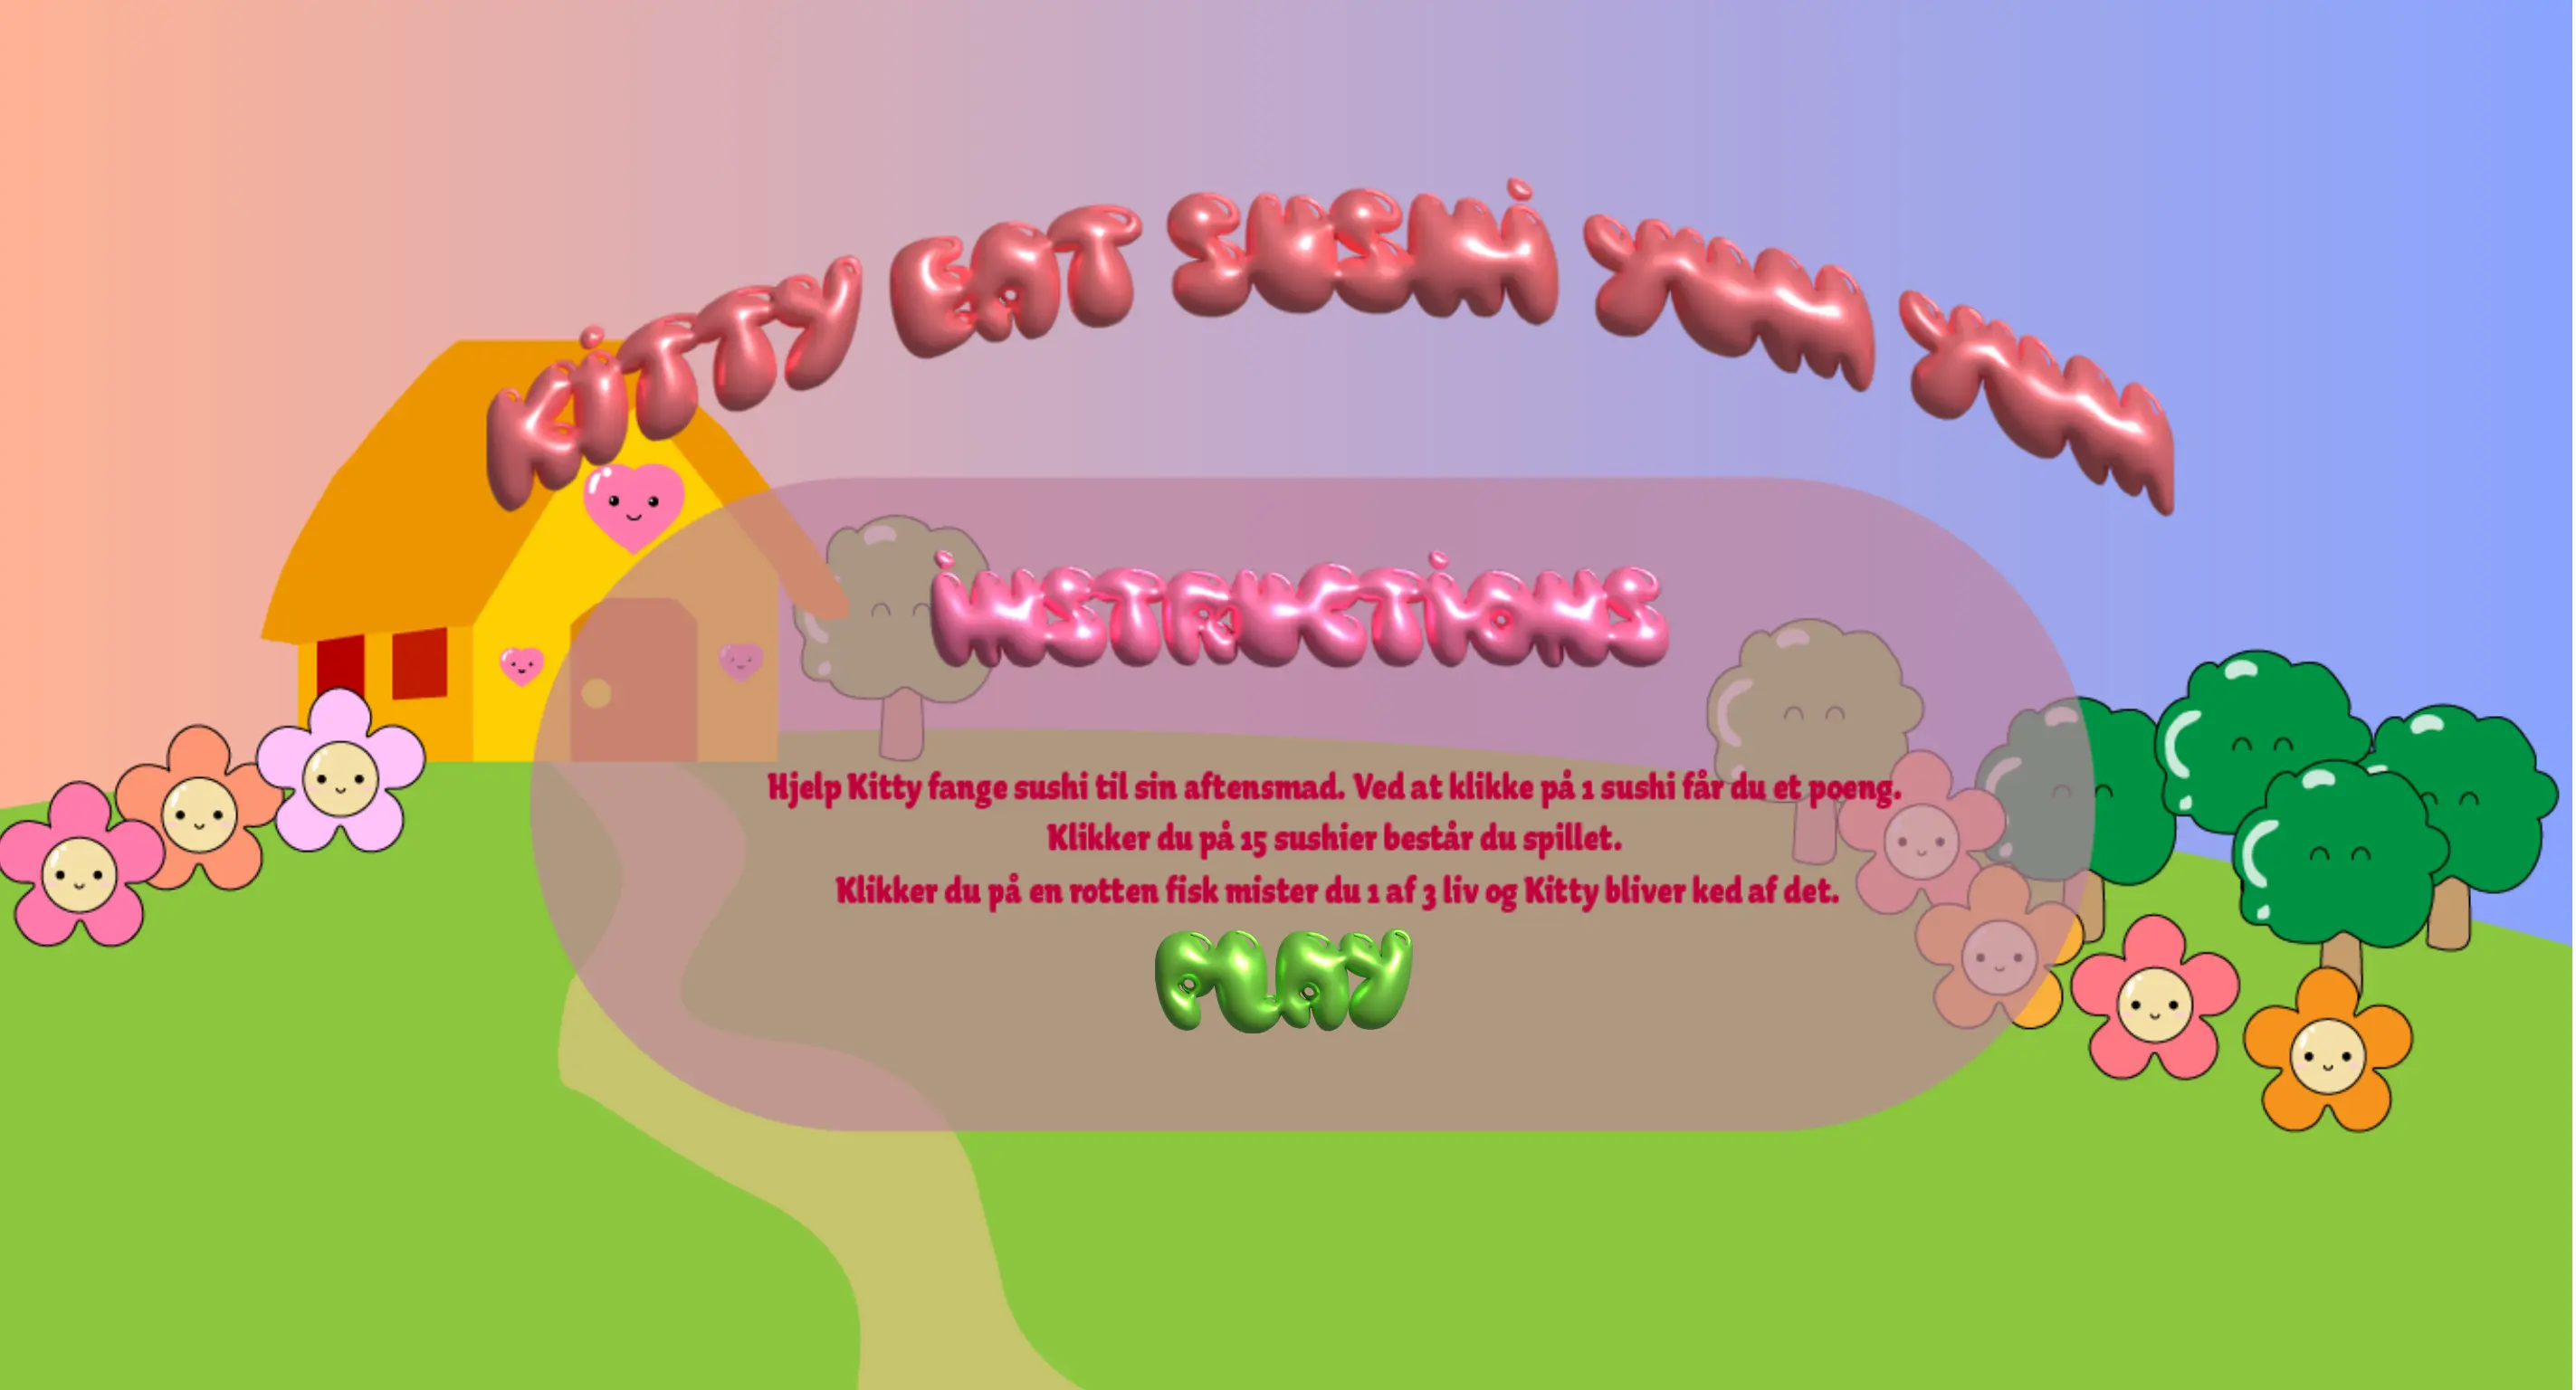 KiTTY EAT SUSHi YUM YUM
iNSTRUCTiONS
Hjelp Kitty fange sushi til sin aftensmad. Ved at klikke på 1 sushi får du et poeng.
Klikker du på 15 sushier består du spillet.
Klikker du på en rotten fisk mister du 1 af 3 liv og Kitty bliver ked af det.
PLAY